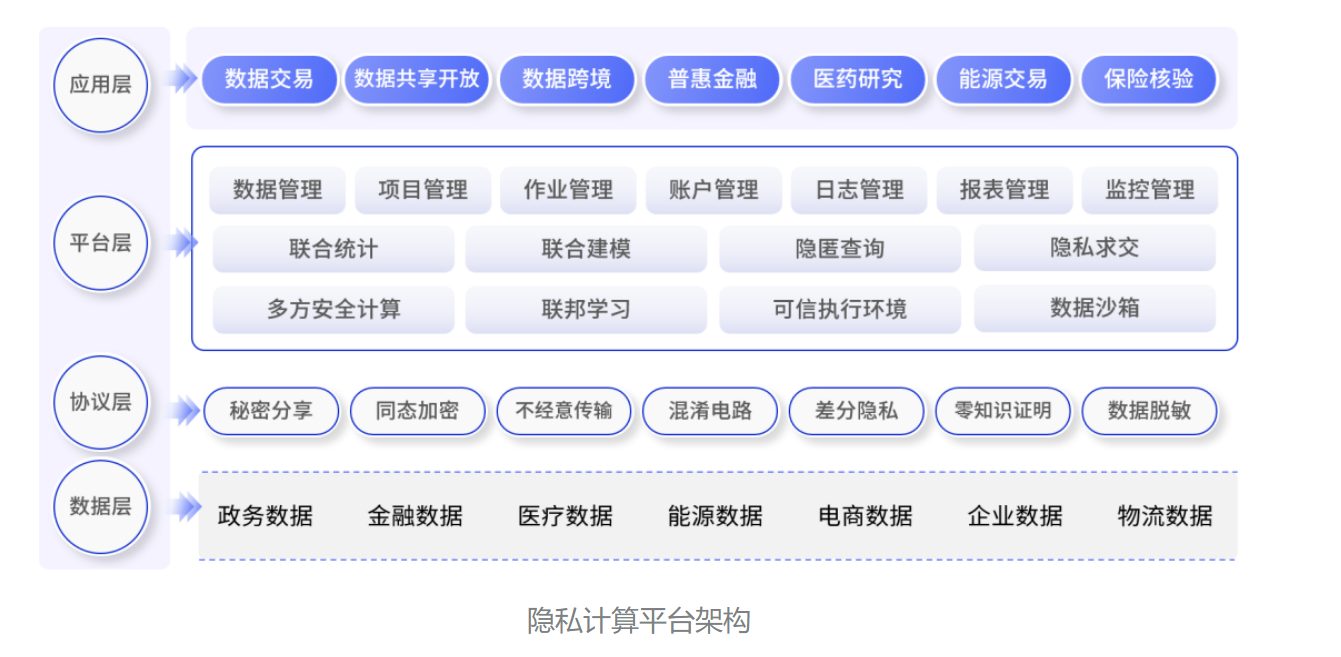 应用层
数据交易 数据共享开放 数据跨境 普惠金融 医药研究 能源交易 保险核验
平台层
数据管理 项目管理 作业管理 账户管理 日志管理 报表管理 监控管理
联合统计 联合建模 隐匿查询 隐私求交
多方安全计算 联邦学习 可信执行环境 数据沙箱
协议层
秘密分享 同态加密 不经意传输 混淆电路 差分隐私 零知识证明 数据脱敏
数据层
政务数据 金融数据 医疗数据 能源数据 电商数据 企业数据 物流数据
隐私计算平台架构